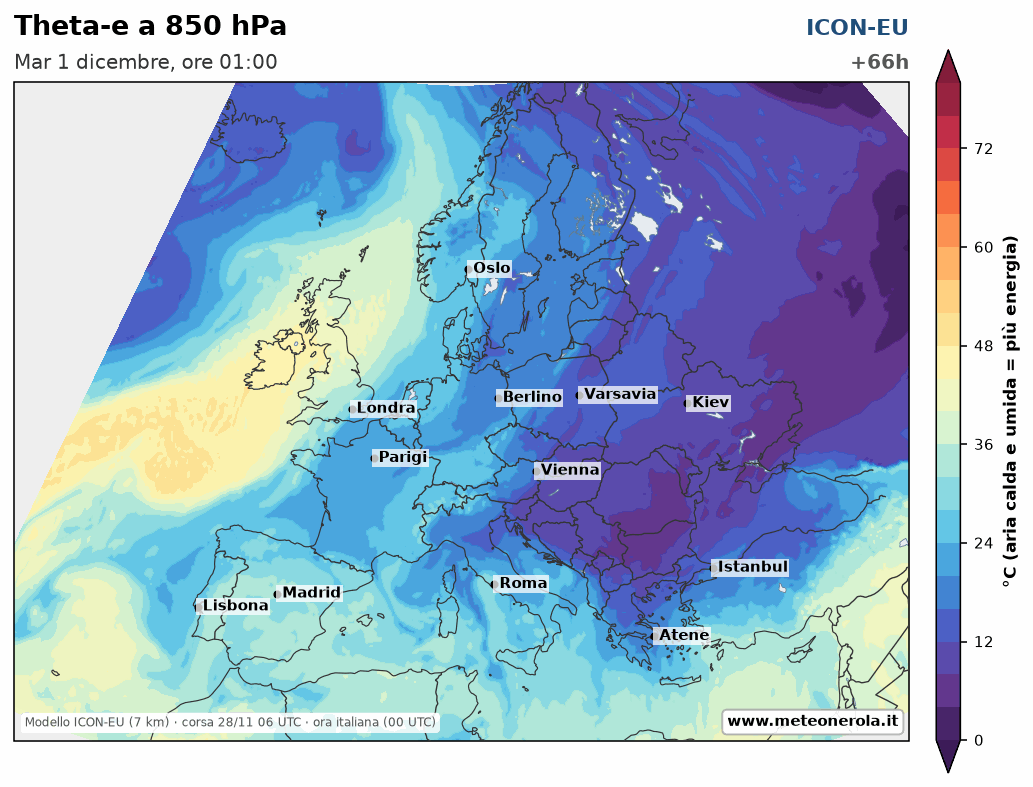 Theta-e a 850 hPa
ICON-EU
Mar 1 dicembre, ore 01:00
+66h
72
60
48
36
24
12
0
°C (aria calda e umida = più energia)
Oslo
Berlino
Varsavia
Kiev
Londra
Parigi
Vienna
Istanbul
Roma
Madrid
Lisbona
Atene
Modello ICON-EU (7 km) · corsa 28/11 06 UTC · ora italiana (00 UTC)
www.meteonerola.it